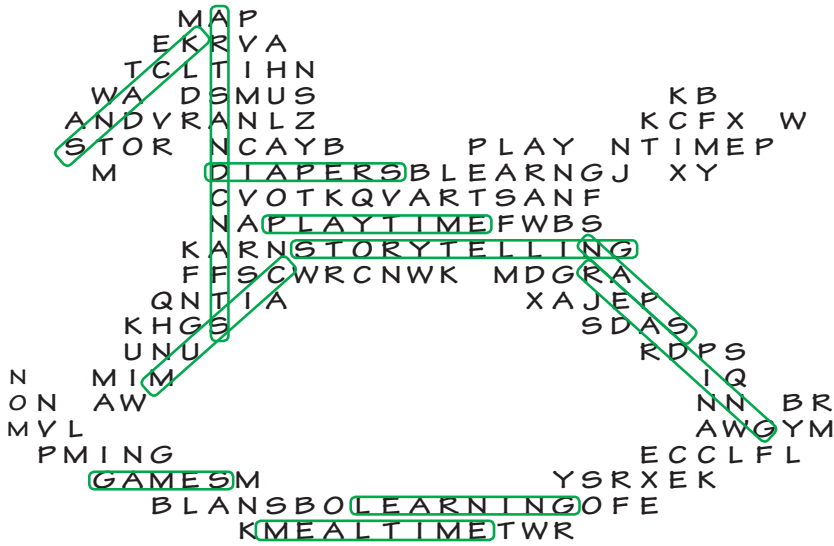 MAP
EKRVA
TCLTIHN
WA DSMUS KB
ANDVRANLZ KCFX W
STOR NCAYB PLAY NTIMEP
M DIAPERSBLEARNGJ XY
CVOTKQVARTSANF
NAPLAYTIMEFWBS
KARNSTORYTELLING
FFSCWRCNWK MDGRA
QNTIA XAJEP
KHGS SDAS
UNU RDPS
N MIM IQ
ON AW NN BR
MVL AWGYM
PMING ECCLFL
GAMESM YSRXEK
BLANSBOLEARNINGOFE
KMEALTIMETWR